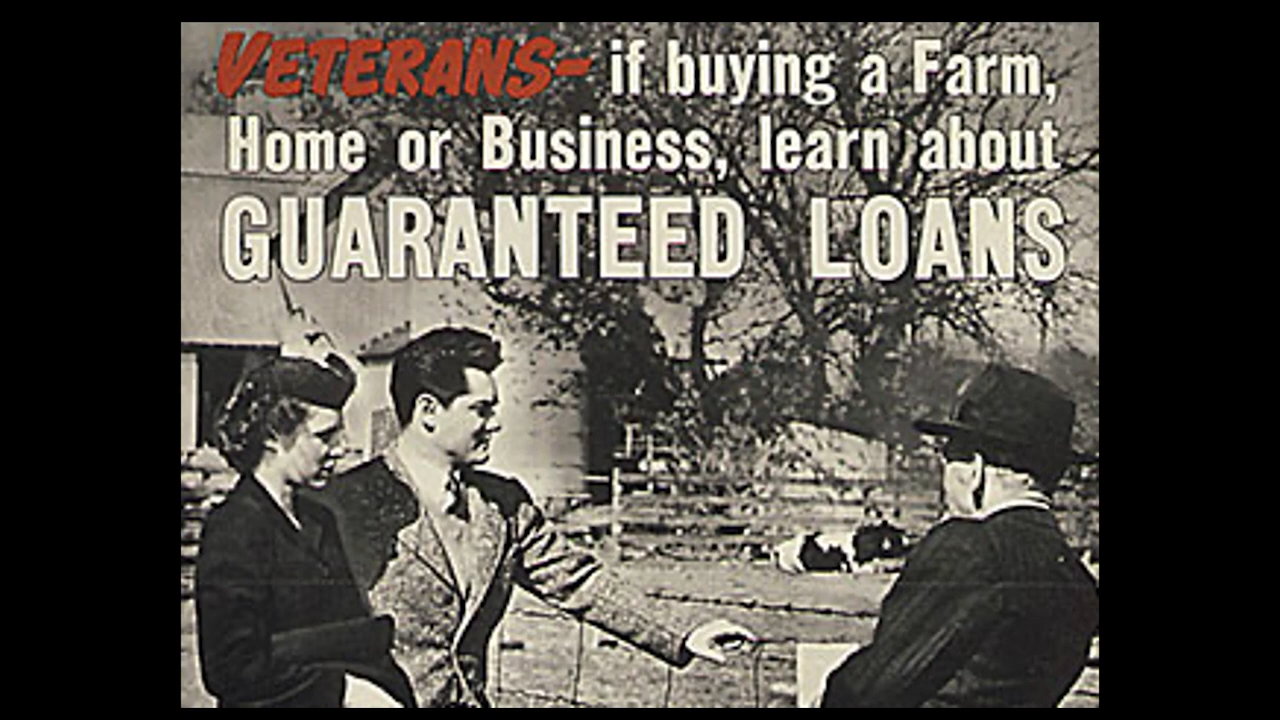 VETERANS- if buying a Farm,
Home or Business, learn about
GUARANTEED LOANS